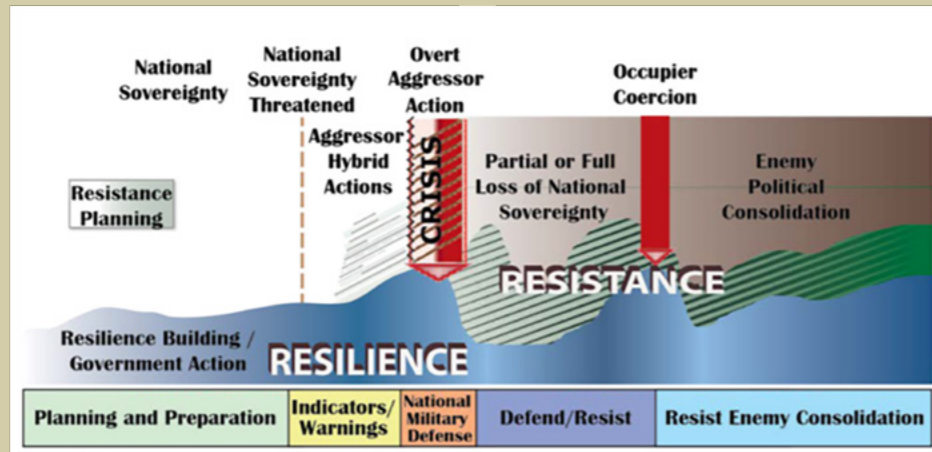 National
Sovereignty
National
Sovereignty
Threatened
Overt
Aggressor
Action
Occupier
Coercion
Aggressor
Hybrid
Actions
CRISIS
Partial or Full
Loss of National
Sovereignty
Enemy
Political
Consolidation
Resistance
Planning
RESISTANCE
Resilience Building /
Government Action
RESILIENCE
Planning and Preparation
Indicators/
Warnings
National
Military
Defense
Defend/Resist
Resist Enemy Consolidation